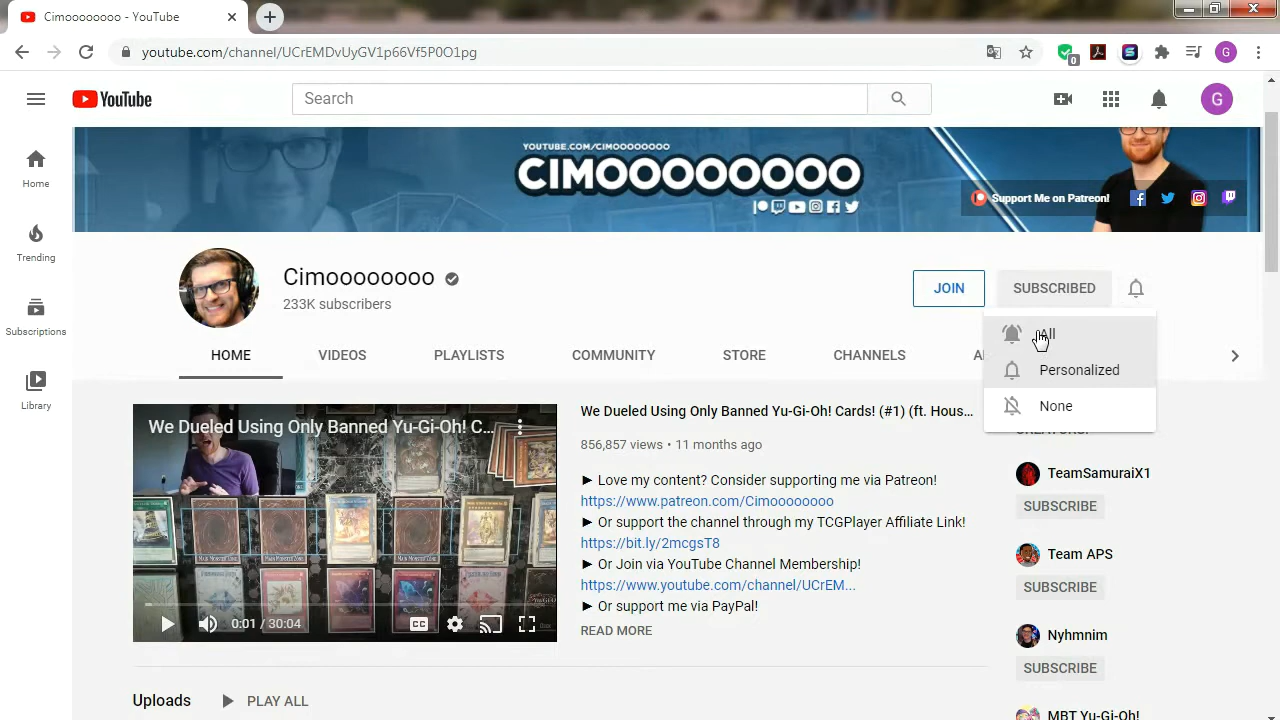 Cimoooooooo - YouTube
youtube.com/channel/UCrEMDvUyGV1p66Vf5P0O1pg
0
G
YouTube
Search
G
YOUTUBE.COM/CIMOOOOOOOO
CIMOOOOOOOO
Support Me on Patreon!
Home
Trending
Subscriptions
Library
Cimoooooooo
233K subscribers
JOIN
SUBSCRIBED
All
Personalized
None
HOME
VIDEOS
PLAYLISTS
COMMUNITY
STORE
CHANNELS
We Dueled Using Only Banned Yu-Gi-Oh! C...
0:01 / 30:04
CC
We Dueled Using Only Banned Yu-Gi-Oh! Cards! (#1) (ft. Hous...
856,857 views • 11 months ago
► Love my content? Consider supporting me via Patreon!
https://www.patreon.com/Cimoooooooo
► Or support the channel through my TCGPlayer Affiliate Link!
https://bit.ly/2mcgsT8
► Or Join via YouTube Channel Membership!
https://www.youtube.com/channel/UCrEM...
► Or support me via PayPal!
READ MORE
TeamSamuraiX1
SUBSCRIBE
Team APS
SUBSCRIBE
Nyhmnim
SUBSCRIBE
MBT Yu-Gi-Oh!
Uploads
PLAY ALL